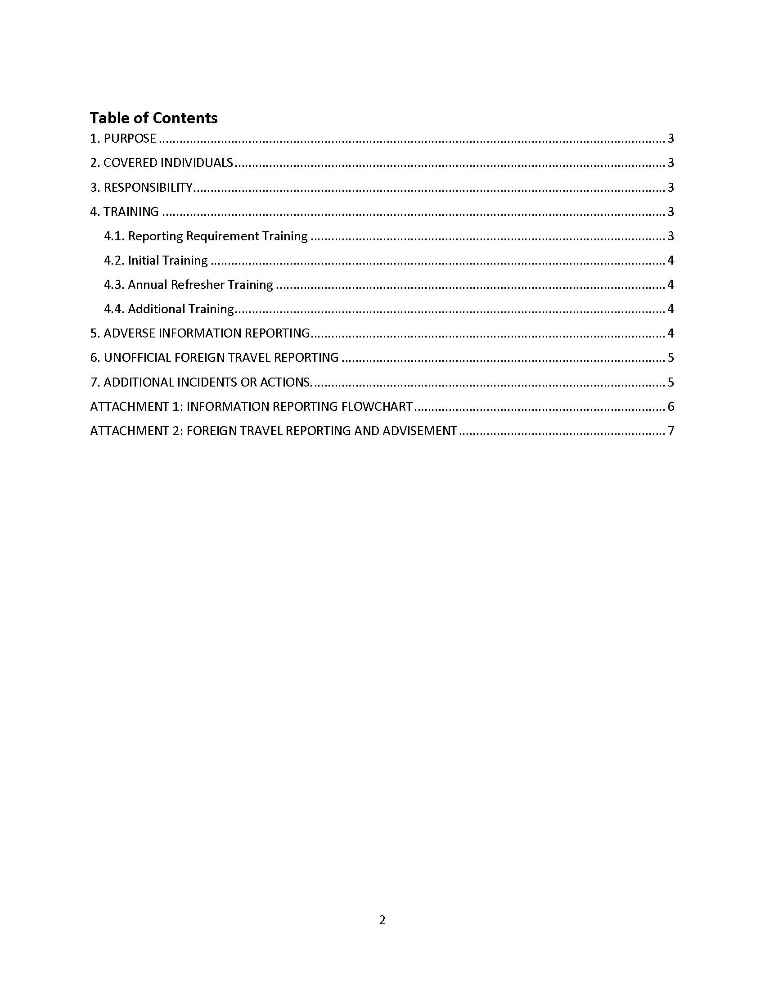 Table of Contents
1. PURPOSE ........................................................................................................ 3
2. COVERED INDIVIDUALS ........................................................................................................ 3
3. RESPONSIBILITY ........................................................................................................ 3
4. TRAINING ........................................................................................................ 3
4.1. Reporting Requirement Training ........................................................................................................ 3
4.2. Initial Training ........................................................................................................ 4
4.3. Annual Refresher Training ........................................................................................................ 4
4.4. Additional Training ........................................................................................................ 4
5. ADVERSE INFORMATION REPORTING ........................................................................................................ 4
6. UNOFFICIAL FOREIGN TRAVEL REPORTING ........................................................................................................ 5
7. ADDITIONAL INCIDENTS OR ACTIONS ........................................................................................................ 5
ATTACHMENT 1: INFORMATION REPORTING FLOWCHART ........................................................................ 6
ATTACHMENT 2: FOREIGN TRAVEL REPORTING AND ADVISEMENT ............................................................ 7
2